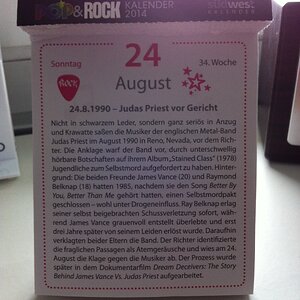 POP & ROCK KALENDER 2014
südwest
KALENDER
Sonntag
24
34. Woche
ROCK
August
24.8.1990 – Judas Priest vor Gericht
Nicht in schwarzem Leder, sondern ganz seriös in Anzug
und Krawatte saßen die Musiker der englischen Metal-Band
Judas Priest im August 1990 in Reno, Nevada, vor dem Rich-
ter. Die Anklage warf der Band vor, durch unterschwellig
hörbare Botschaften auf ihrem Album „Stained Class" (1978)
Jugendliche zum Selbstmord aufgefordert zu haben. Hinter-
grund: Die beiden Freunde James Vance (20) und Raymond
Belknap (18) hatten 1985, nachdem sie den Song Better By
You, Better Than Me gehört hatten, einen Selbstmordpakt
geschlossen – wohl unter Drogeneinfluss. Ray Belknap erlag
seiner selbst beigebrachten Schussverletzung sofort, wäh-
rend James Vance grauenvoll entstellt überlebte und erst
drei Jahre später von seinem Leiden erlöst wurde. Daraufhin
verklagten beider Eltern die Band. Der Richter identifizierte
die fraglichen Passagen als Atemgeräusche und wies am 24.
August die Klage gegen die Musiker ab. Der Prozess wurde
später in dem Dokumentarfilm Dream Deceivers: The Story
Behind James Vance Vs. Judas Priest aufgearbeitet.